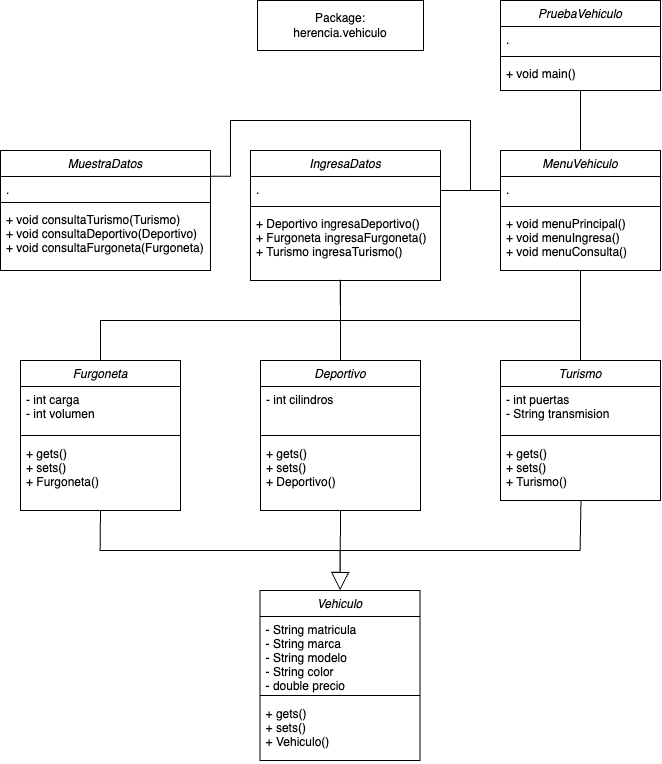 Package:
herencia.vehiculo
PruebaVehiculo
.
+ void main()
MuestraDatos
.
+ void consultaTurismo(Turismo)
+ void consultaDeportivo(Deportivo)
+ void consultaFurgoneta(Furgoneta)
IngresaDatos
.
+ Deportivo ingresaDeportivo()
+ Furgoneta ingresaFurgoneta()
+ Turismo ingresaTurismo()
MenuVehiculo
.
+ void menuPrincipal()
+ void menuIngresa()
+ void menuConsulta()
Furgoneta
- int carga
- int volumen
+ gets()
+ sets()
+ Furgoneta()
Deportivo
- int cilindros
+ gets()
+ sets()
+ Deportivo()
Turismo
- int puertas
- String transmision
+ gets()
+ sets()
+ Turismo()
Vehiculo
- String matricula
- String marca
- String modelo
- String color
- double precio
+ gets()
+ sets()
+ Vehiculo()